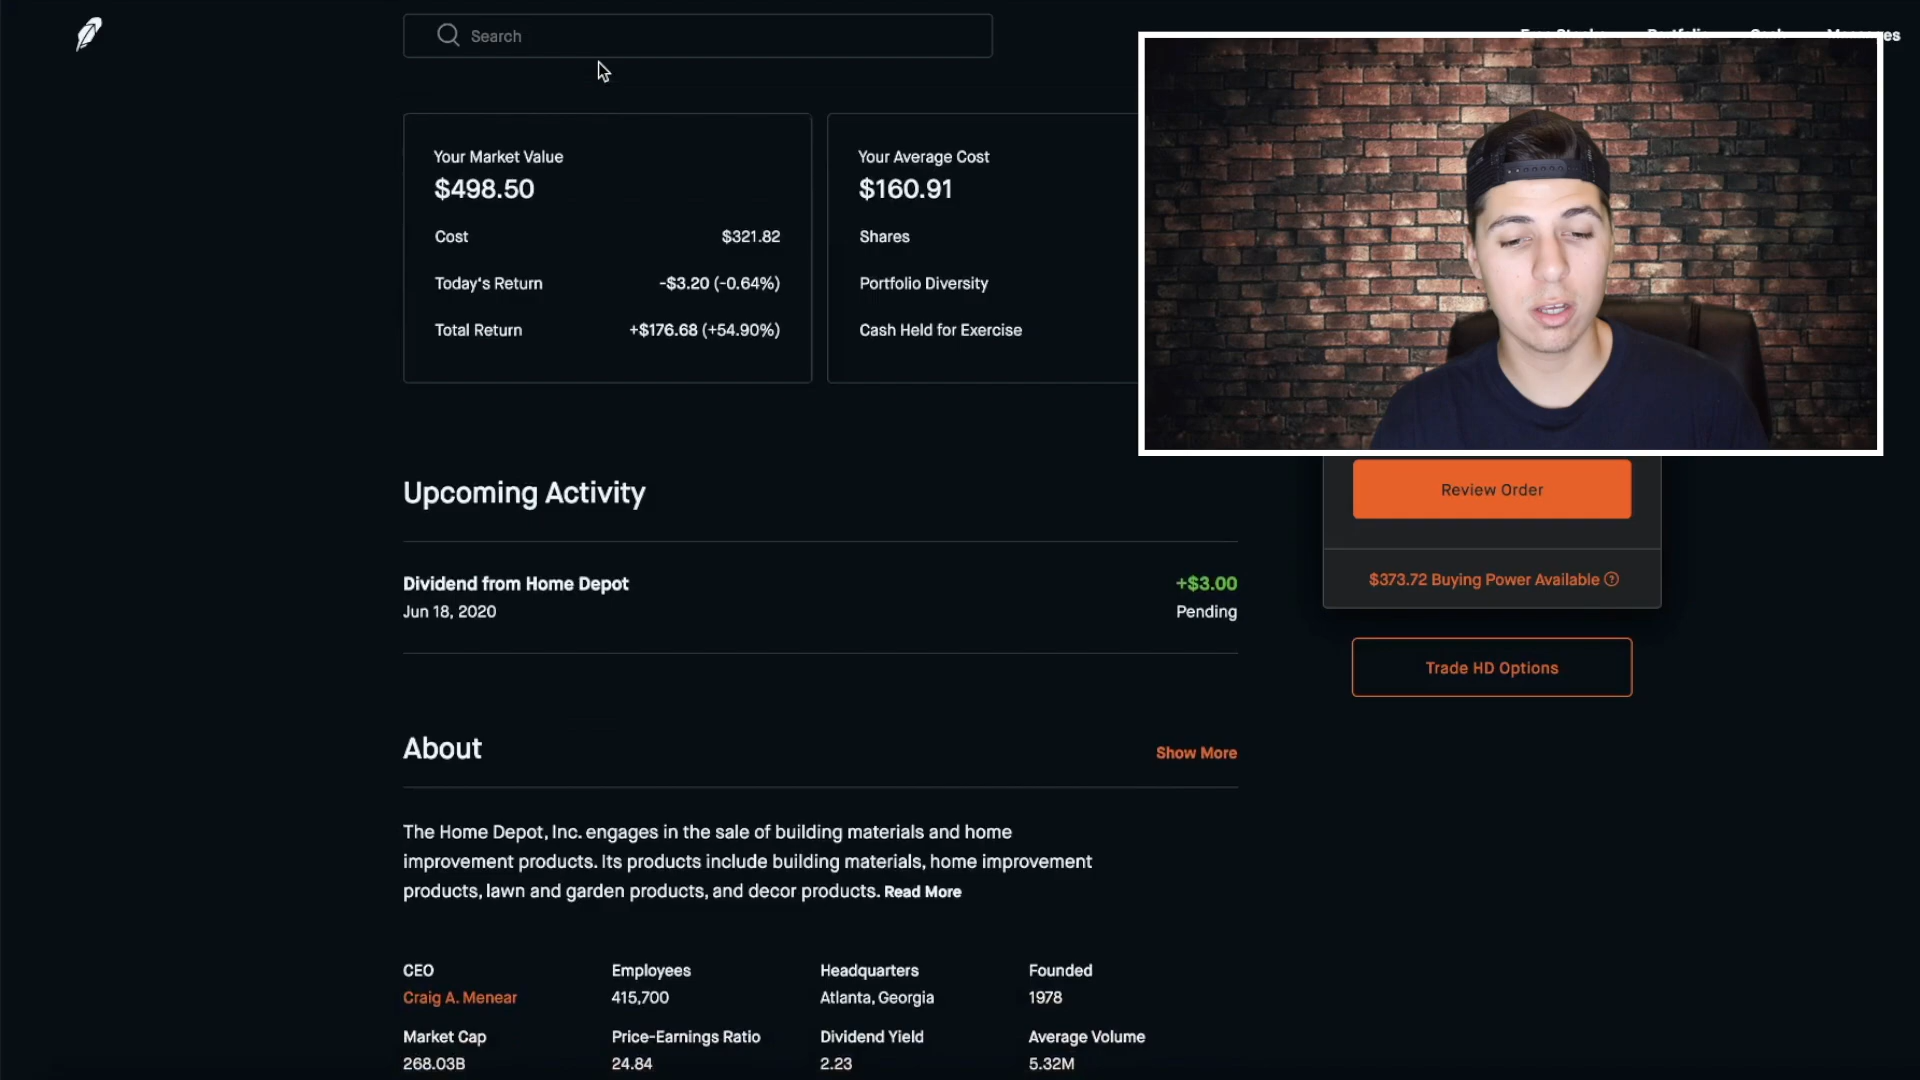 Search
Your Market Value
$498.50
Cost $321.82
Today's Return -$3.20 (-0.64%)
Total Return +$176.68 (+54.90%)
Your Average Cost
$160.91
Shares
Portfolio Diversity
Cash Held for Exercise
Review Order
$373.72 Buying Power Available
Trade HD Options
Upcoming Activity
Dividend from Home Depot +$3.00
Jun 18, 2020 Pending
About Show More
The Home Depot, Inc. engages in the sale of building materials and home
improvement products. Its products include building materials, home improvement
products, lawn and garden products, and decor products. Read More
CEO Employees Headquarters Founded
Craig A. Menear 415,700 Atlanta, Georgia 1978
Market Cap Price-Earnings Ratio Dividend Yield Average Volume
268.03B 24.84 2.23 5.32M